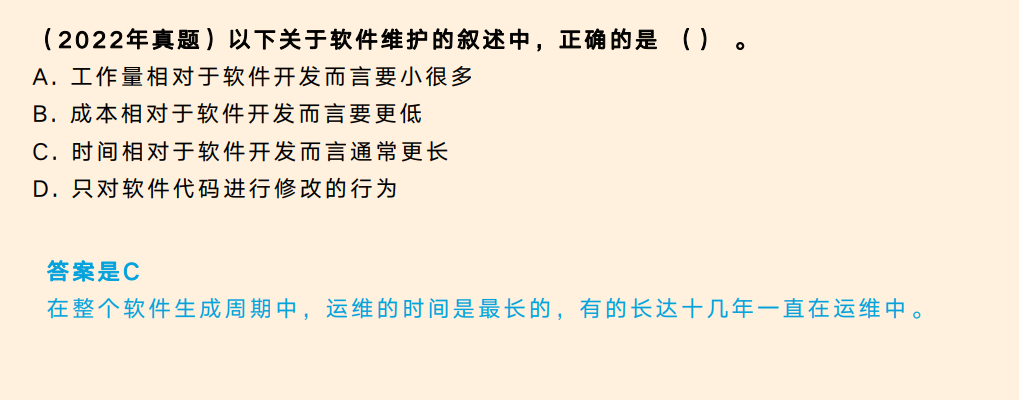 （2022年真题）以下关于软件维护的叙述中，正确的是 （） 。
A. 工作量相对于软件开发而言要小很多
B. 成本相对于软件开发而言要更低
C. 时间相对于软件开发而言通常更长
D. 只对软件代码进行修改的行为
答案是C
在整个软件生成周期中，运维的时间是最长的，有的长达十几年一直在运维中。